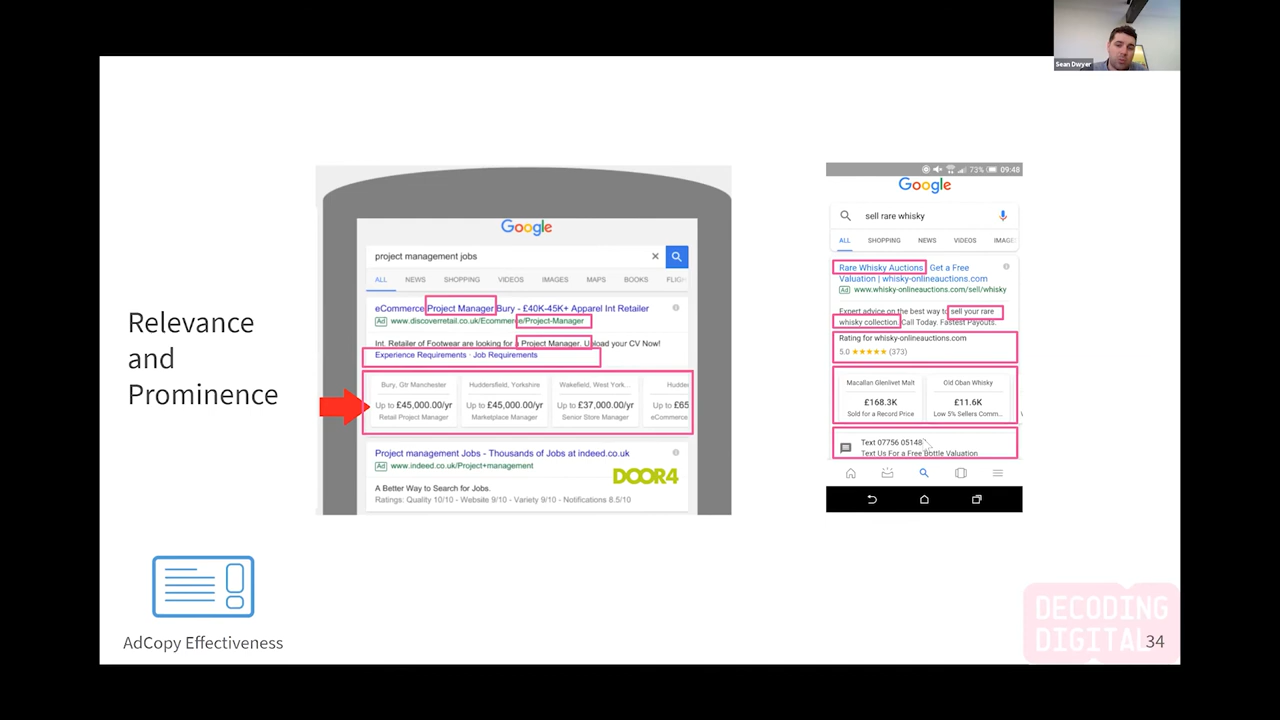 Sean Dwyer
Relevance
and
Prominence
Google
project management jobs
ALL NEWS SHOPPING VIDEOS IMAGES MAPS BOOKS
eCommerce Project Manager Bury - £40K-45K+ Apparel Int Retailer
Ad www.discoverretail.co.uk/Ecommerce/Project-Manager
Int. Retailer of Footwear are looking for a Project Manager. Upload your CV Now!
Experience Requirements · Job Requirements
Bury, Gtr Manchester
Up to £45,000.00/yr
Retail Project Manager
Huddersfield, Yorkshire
Up to £45,000.00/yr
Marketplace Manager
Wakefield, West York...
Up to £37,000.00/yr
Senior Store Manager
Hudde
Up to £65
eCommerce
Project management Jobs - Thousands of Jobs at indeed.co.uk
Ad www.indeed.co.uk/Project+management
DOOR4
A Better Way to Search for Jobs.
Ratings: Quality 10/10 - Website 9/10 - Variety 9/10 - Notifications 8.5/10
73% 09:48
Google
sell rare whisky
ALL SHOPPING NEWS VIDEOS IMAGE
Rare Whisky Auctions Get a Free
Valuation | whisky-onlineauctions.com
Ad www.whisky-onlineauctions.com/sell/whisky
Expert advice on the best way to sell your rare
whisky collection. Call Today. Fastest Payouts.
Rating for whisky-onlineauctions.com
5.0 ★★★★★ (373)
Macallan Glenlivet Malt
£168.3K
Sold for a Record Price
Old Oban Whisky
£11.6K
Low 5% Sellers Comm...
Text 07756 05148
Text Us For a Free Bottle Valuation
AdCopy Effectiveness
DECODING
DIGITAL
34